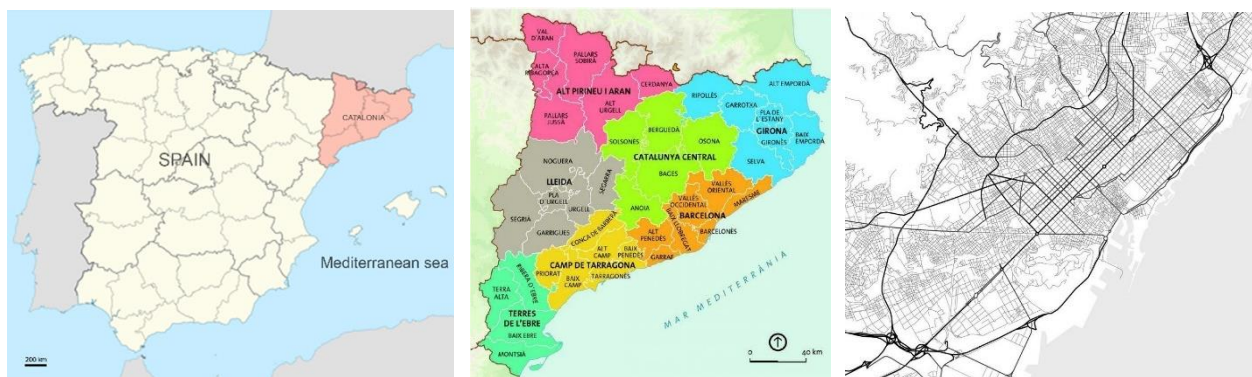 CATALONIA
SPAIN
Mediterranean sea
200 km
VAL
D'ARAN
PALLARS
SOBIRÀ
ALTA
RIBAGORÇA
CERDANYA
ALT PIRINEU I ARAN
ALT
URGELL
PALLARS
JUSSÀ
RIPOLLÈS
ALT EMPORDÀ
GARROTXA
PLA DE
L'ESTANY
BERGUEDÀ
SOLSONÈS
OSONA
GIRONA
GIRONÈS
BAIX
EMPORDÀ
CATALUNYA CENTRAL
SELVA
NOGUERA
BAGES
LLEIDA
SEGARRA
VALLÈS
ORIENTAL
PLA
D'URGELL
URGELL
ANOIA
VALLÈS
OCCIDENTAL
MARESME
SEGRIÀ
BARCELONA
BAIX LLOBREGAT
BARCELONÈS
GARRIGUES
CONCA DE BARBERÀ
ALT
PENEDÈS
ALT
CAMP
BAIX
PENEDÈS
GARRAF
CAMP DE TARRAGONA
PRIORAT
TARRAGONÈS
BAIX
CAMP
RIBERA D'EBRE
TERRA
ALTA
TERRES
DE L'EBRE
BAIX EBRE
MONTSIÀ
MAR MEDITERRÀNIA
0 40 km